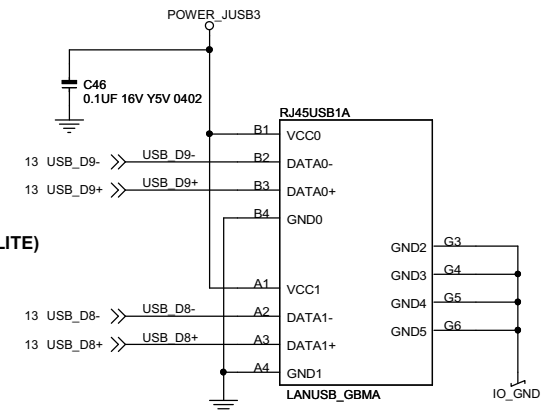 POWER_JUSB3
C46
0.1UF 16V Y5V 0402
RJ45USB1A
B1 VCC0
13 USB_D9- USB_D9- B2 DATA0-
13 USB_D9+ USB_D9+ B3 DATA0+
B4 GND0
LITE)
GND2 G3
GND3 G4
A1 VCC1
GND4 G5
13 USB_D8- USB_D8- A2 DATA1-
GND5 G6
13 USB_D8+ USB_D8+ A3 DATA1+
A4 GND1
LANUSB_GBMA
IO_GND